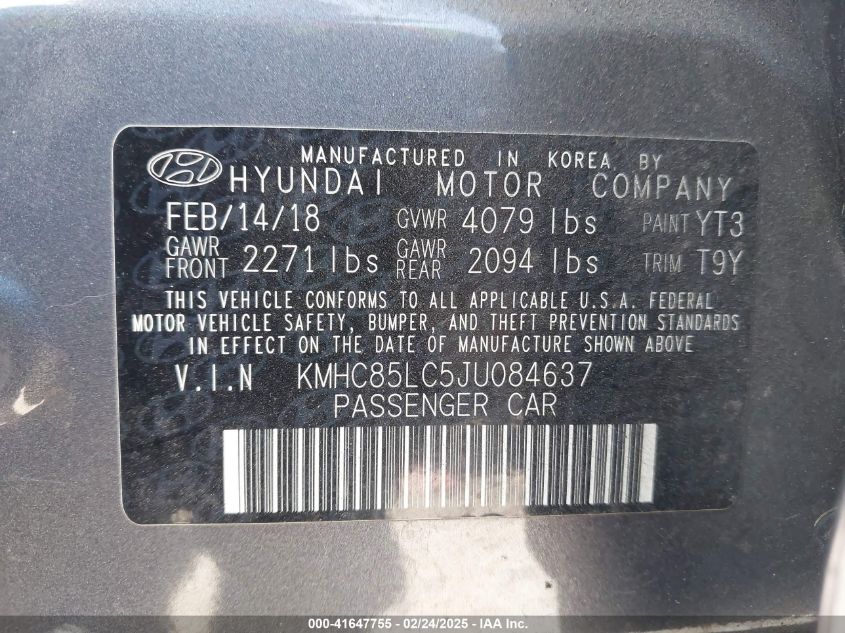 MANUFACTURED IN KOREA BY
HYUNDAI MOTOR COMPANY
FEB/14/18 GVWR 4079 lbs PAINT YT3
GAWR FRONT 2271 lbs GAWR REAR 2094 lbs TRIM T9Y
THIS VEHICLE CONFORMS TO ALL APPLICABLE U.S.A. FEDERAL
MOTOR VEHICLE SAFETY, BUMPER, AND THEFT PREVENTION STANDARDS
IN EFFECT ON THE DATE OF MANUFACTURE SHOWN ABOVE.
V.I.N KMHC85LC5JU084637
PASSENGER CAR
000-41647755 - 02/24/2025 - IAA Inc.